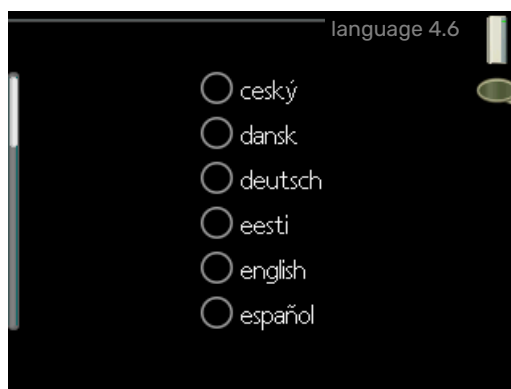 language 4.6
ceský
dansk
deutsch
eesti
english
español